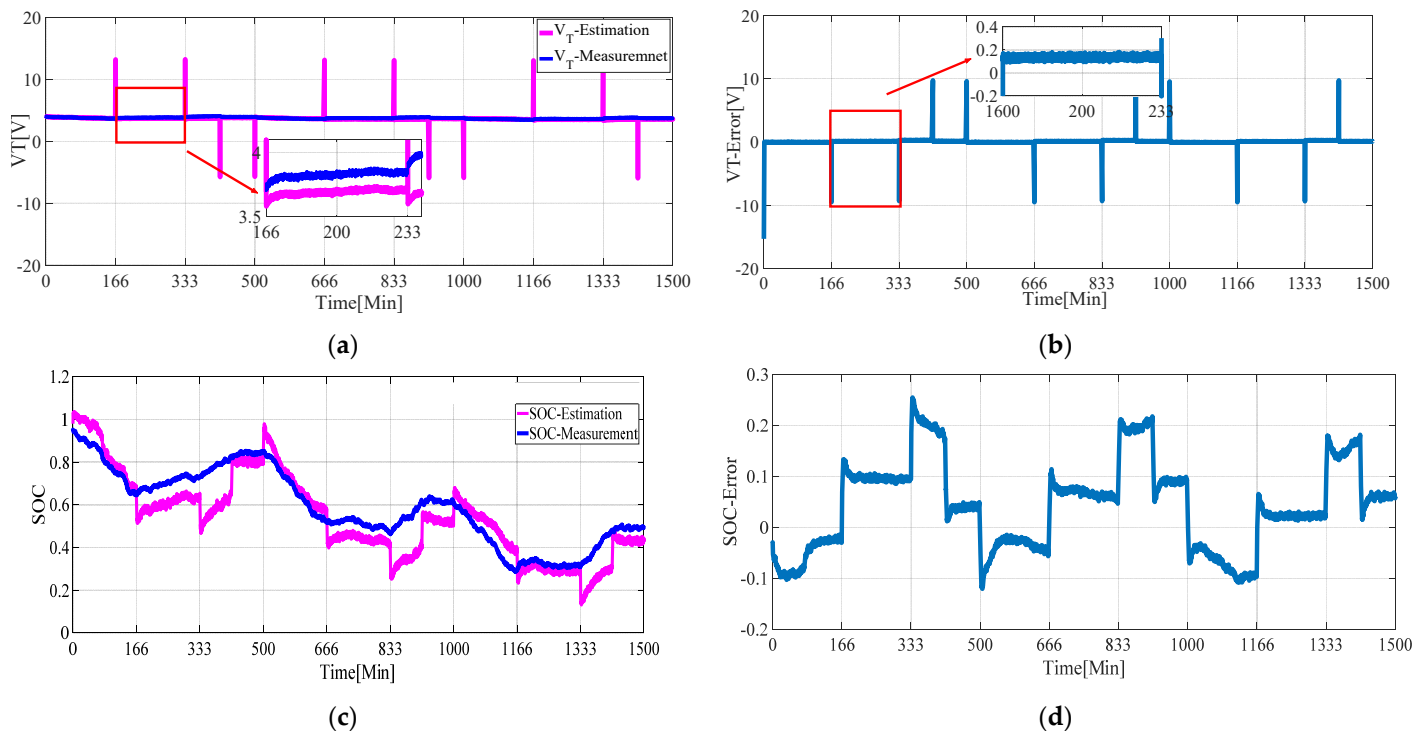 20
10
0
-10
-20
VT[V]
V_T-Estimation
V_T-Measuremnet
4
3.5
166 200 233
0 166 333 500 666 833 1000 1166 1333 1500
Time[Min]
(a)
20
10
0
-10
-20
VT-Error[V]
0.4
0.2
0
-0.2
1600 200 233
0 166 333 500 666 833 1000 1166 1333 1500
Time[Min]
(b)
1.2
1
0.8
0.6
0.4
0.2
0
SOC
SOC-Estimation
SOC-Measurement
0 166 333 500 666 833 1000 1166 1333 1500
Time[Min]
(c)
0.3
0.2
0.1
0
-0.1
-0.2
SOC-Error
0 166 333 500 666 833 1000 1166 1333 1500
Time[Min]
(d)